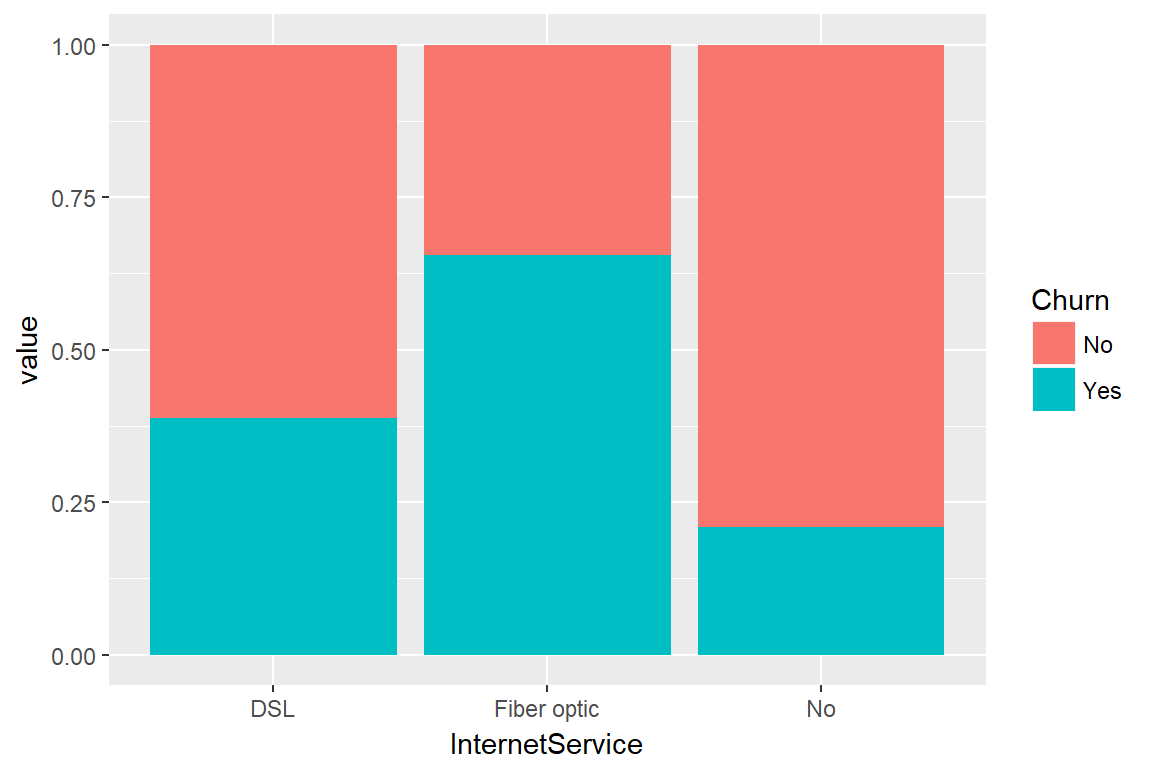 1.00
0.75
0.50
0.25
0.00
value
DSL
Fiber optic
No
InternetService
Churn
No
Yes